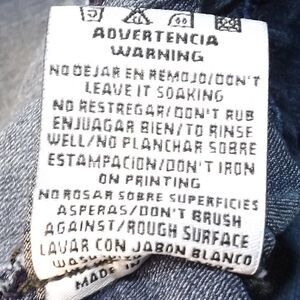 ADVERTENCIA
WARNING
NO DEJAR EN REMOJO/DON'T
LEAVE IT SOAKING
NO RESTREGAR/DON'T RUB
ENJUAGAR BIEN/TO RINSE
WELL/NO PLANCHAR SOBRE
ESTAMPACION/DON'T IRON
ON PRINTING
NO ROSAR SOBRE SUPERFICIES
ASPERAS/DON'T BRUSH
AGAINST/ROUGH SURFACE
LAVAR CON JABON BLANCO
MADE